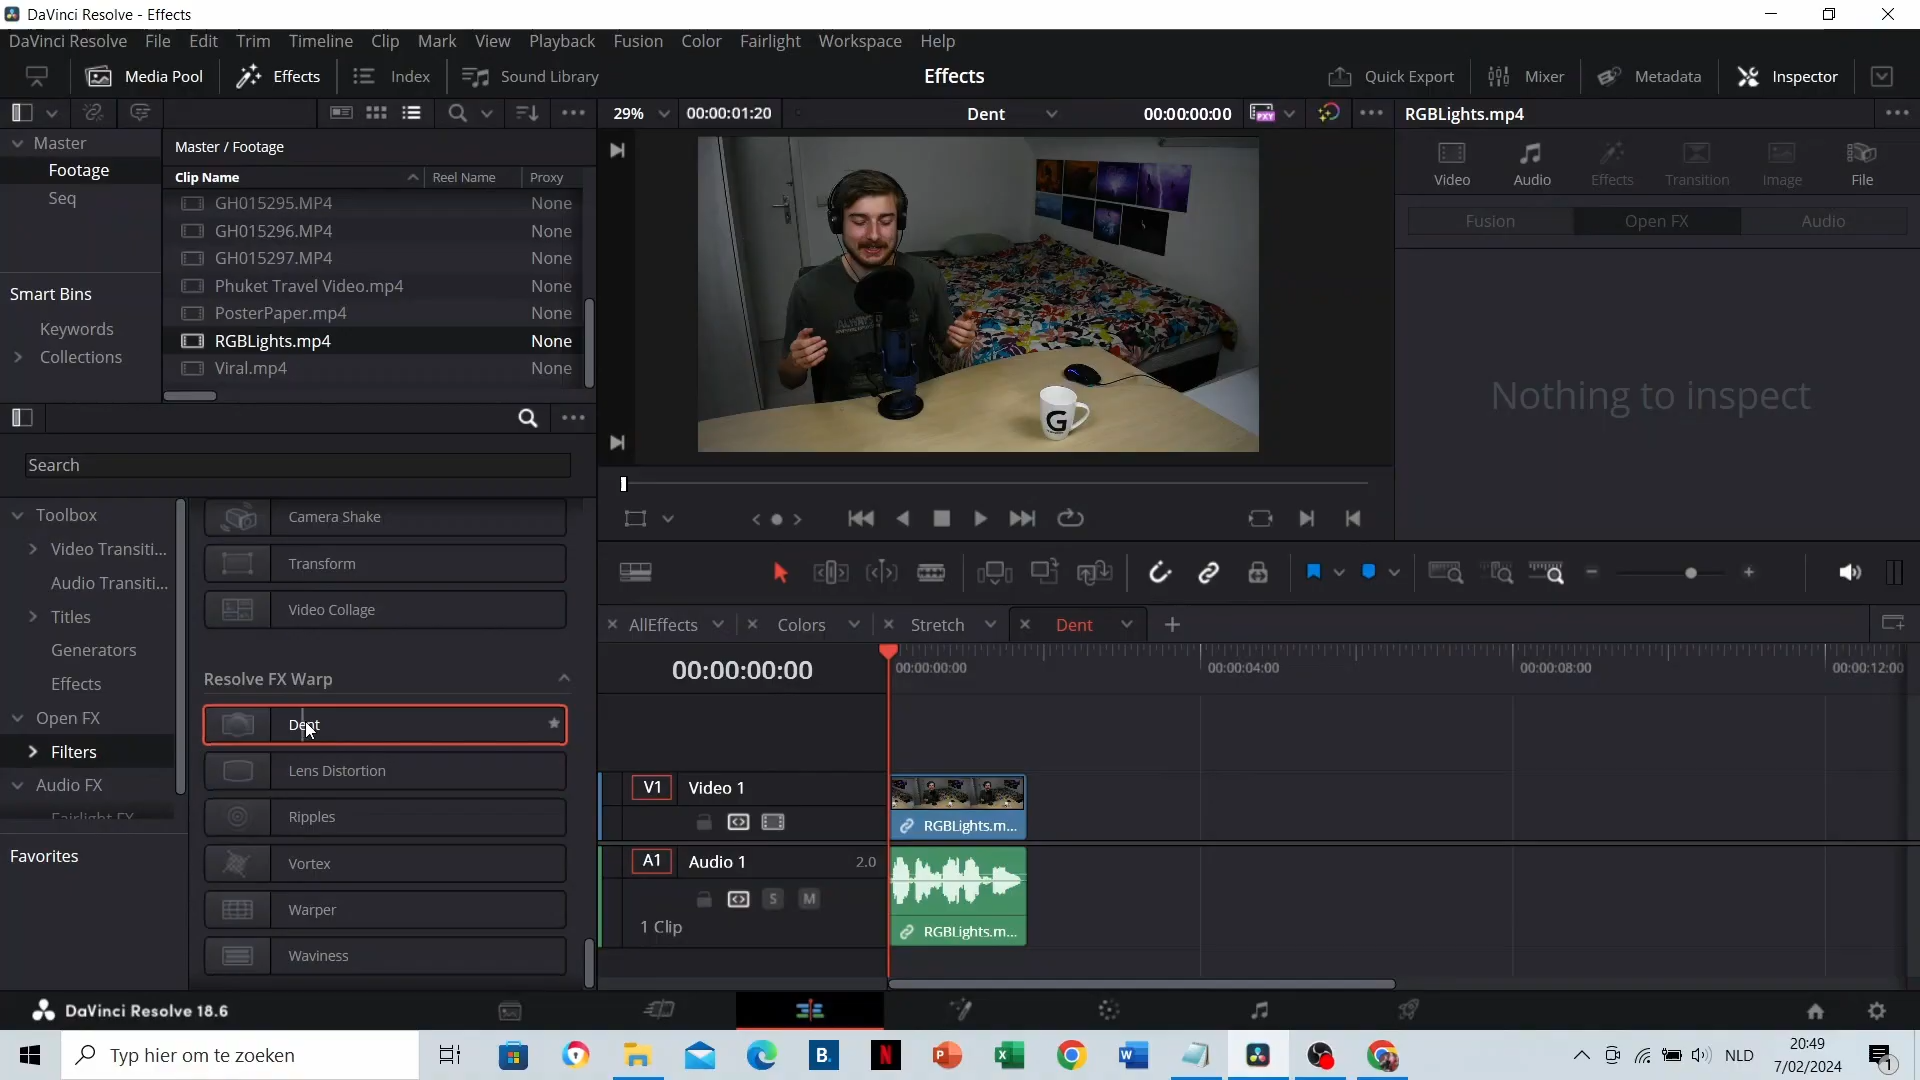 DaVinci Resolve - Effects
DaVinci Resolve File Edit Trim Timeline Clip Mark View Playback Fusion Color Fairlight Workspace Help
Media Pool Effects Index Sound Library Effects Quick Export Mixer Metadata Inspector
29% 00:00:01:20 Dent 00:00:00:00 PXY RGBLights.mp4
Master Master / Footage
Footage Clip Name Reel Name Proxy
Seq
GH015295.MP4 None
GH015296.MP4 None
GH015297.MP4 None
Phuket Travel Video.mp4 None
PosterPaper.mp4 None
RGBLights.mp4 None
Viral.mp4 None
Smart Bins
Keywords
Collections
G
Video Audio Effects Transition Image File
Fusion Open FX Audio
Nothing to inspect
Search
Toolbox
Video Transiti...
Audio Transiti...
Titles
Generators
Effects
Open FX
Filters
Audio FX
Fairlight FX
Favorites
Camera Shake
Transform
Video Collage
Resolve FX Warp
Dent
Lens Distortion
Ripples
Vortex
Warper
Waviness
AllEffects Colors Stretch Dent
00:00:00:00 00:00:00:00 00:00:04:00 00:00:08:00 00:00:12:00
V1 Video 1
RGBLights.m...
A1 Audio 1 2.0
S M
1 Clip
RGBLights.m...
DaVinci Resolve 18.6
Typ hier om te zoeken
B. N
NLD
20:49
7/02/2024
1